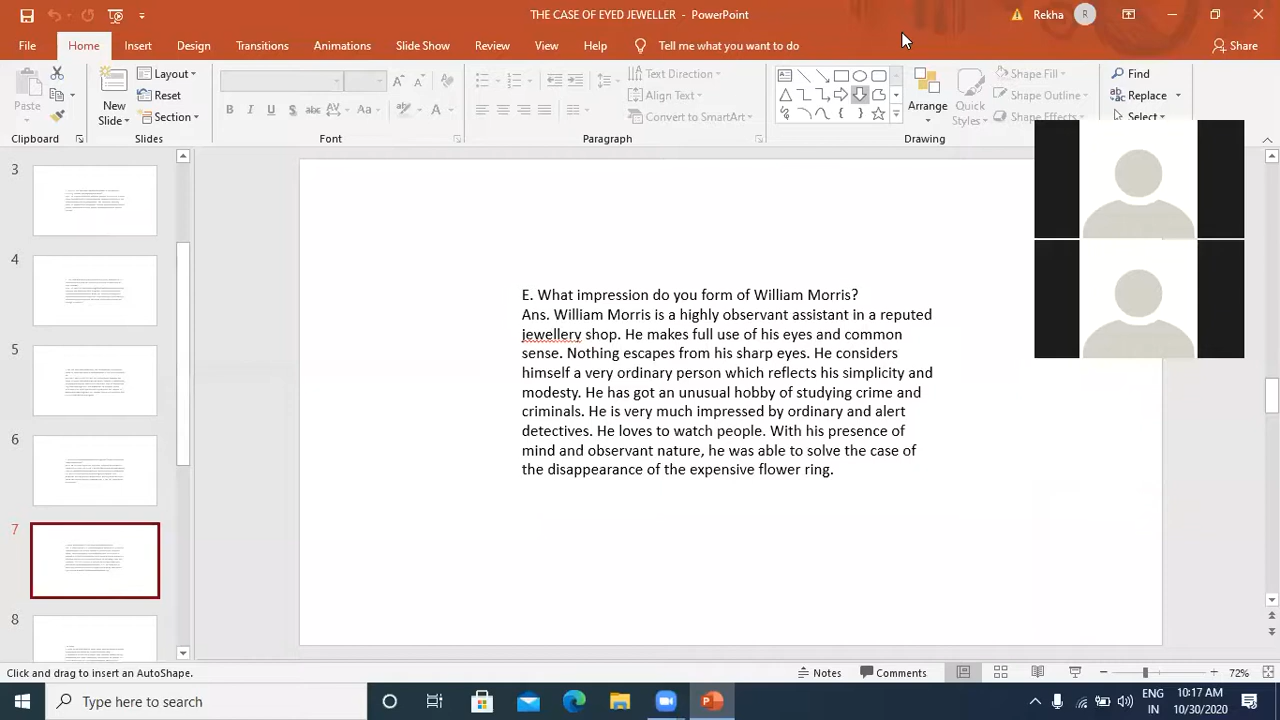 THE CASE OF EYED JEWELLER - PowerPoint
Rekha
R
File Home Insert Design Transitions Animations Slide Show Review View Help Tell me what you want to do
Share
Paste
New
Slide
Layout
Reset
Section
B I U S abc AV Aa A
A A
Text Direction
Align Text
Convert to SmartArt
Arrange
Quick
Styles
Shape Fill
Shape Outline
Shape Effects
Find
Replace
Select
Clipboard
Slides
Font
Paragraph
Drawing
3
4
5
6
7
8
E. What impression do you form of William Morris?
Ans. William Morris is a highly observant assistant in a reputed
jewellery shop. He makes full use of his eyes and common
sense. Nothing escapes from his sharp eyes. He considers
himself a very ordinary person which reflects his simplicity and
modesty. He has got an unusual hobby of studying crime and
criminals. He is very much impressed by ordinary and alert
detectives. He loves to watch people. With his presence of
mind and observant nature, he was able to solve the case of
the disappearance of the expensive flower ring.
Click and drag to insert an AutoShape.
Notes
Comments
72%
Type here to search
ENG
IN
10:17 AM
10/30/2020